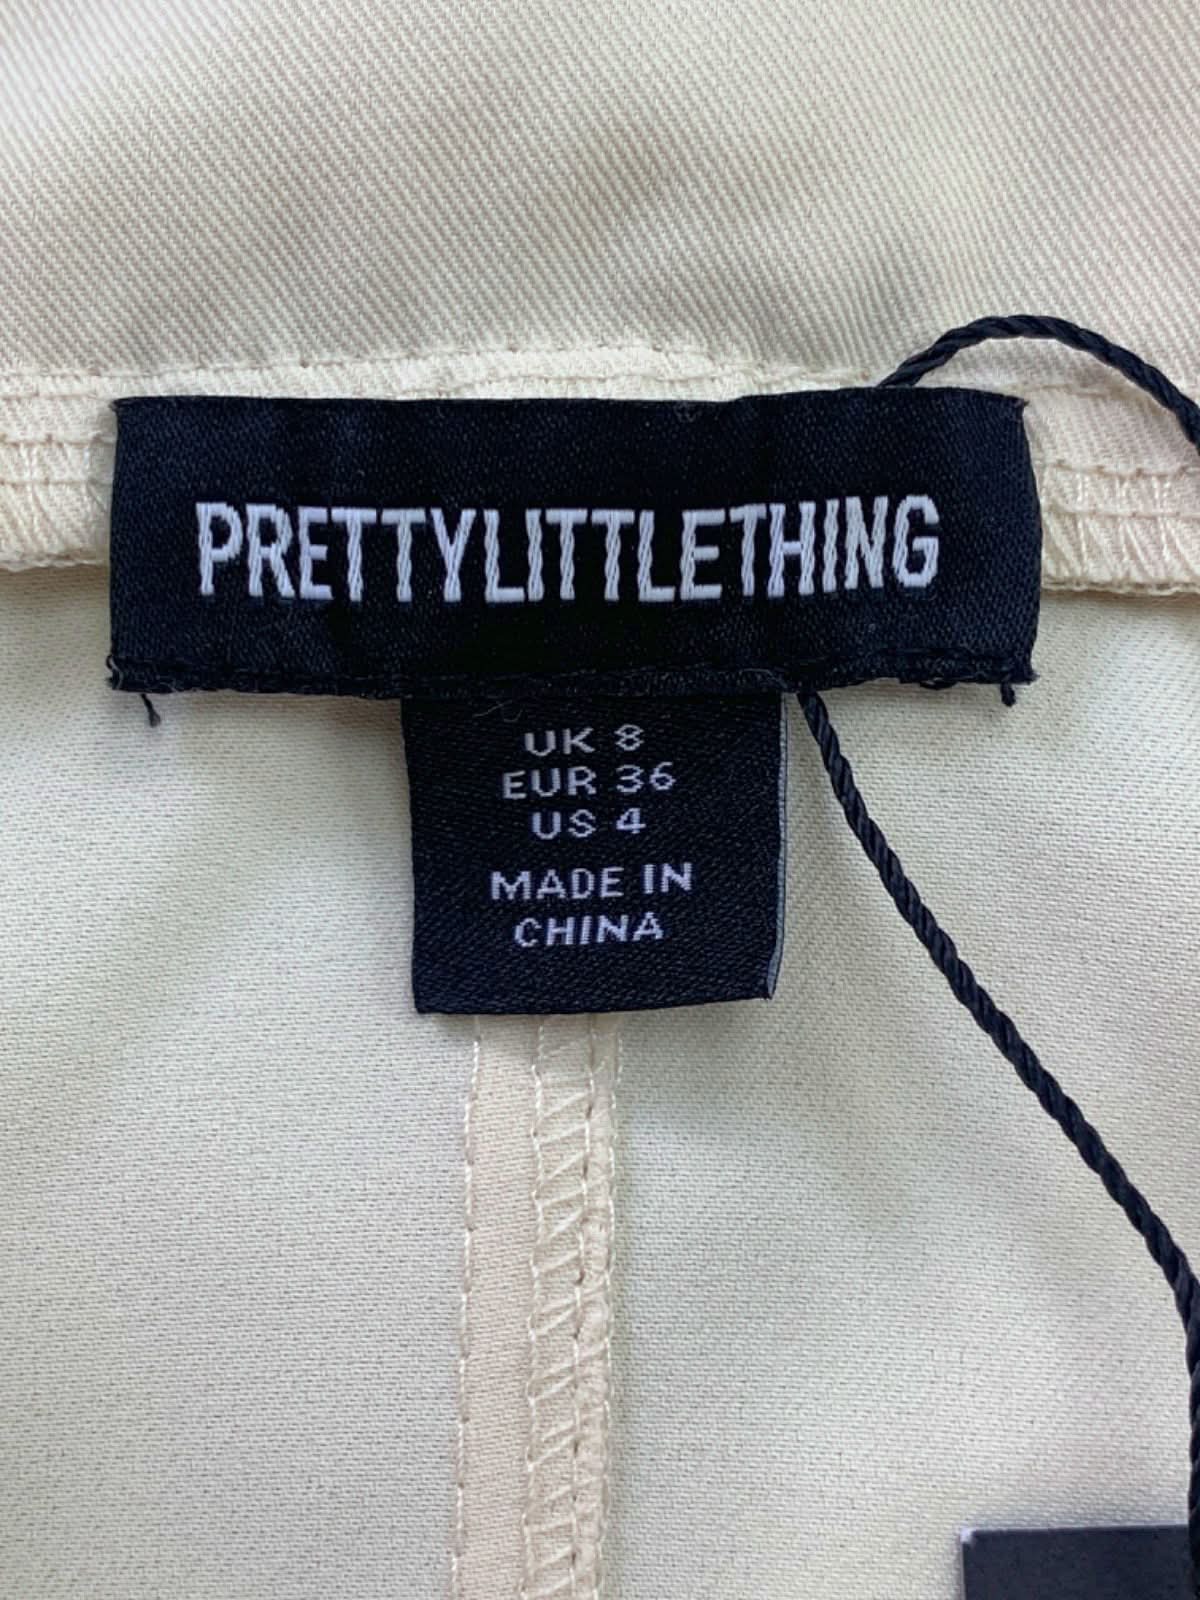 PRETTYLITTLETHING
UK 8
EUR 36
US 4
MADE IN
CHINA